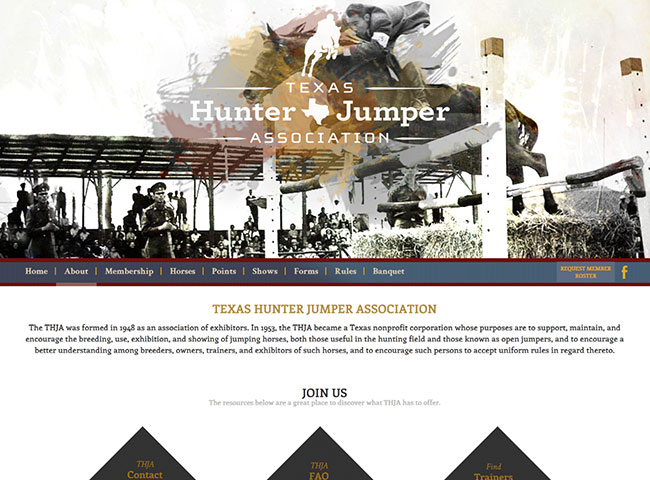 TEXAS
Hunter Jumper
ASSOCIATION
Home | About | Membership | Horses | Points | Shows | Forms | Rules | Banquet
REQUEST MEMBER
ROSTER
f
TEXAS HUNTER JUMPER ASSOCIATION
The THJA was formed in 1948 as an association of exhibitors. In 1953, the THJA became a Texas nonprofit corporation whose purposes are to support, maintain, and
encourage the breeding, use, exhibition, and showing of jumping horses, both those useful in the hunting field and those known as open jumpers, and to encourage a
better understanding among breeders, owners, trainers, and exhibitors of such horses, and to encourage such persons to accept uniform rules in regard thereto.
JOIN US
The resources below are a great place to discover what THJA has to offer.
THJA
Contact
THJA
FAQ
Find
Trainers